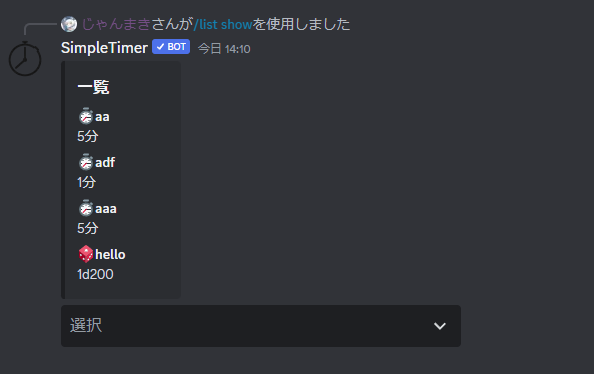 じゃんまきさんが/list showを使用しました
SimpleTimer ✓ BOT 今日 14:10
一覧
aa
5分
adf
1分
aaa
5分
hello
1d200
選択